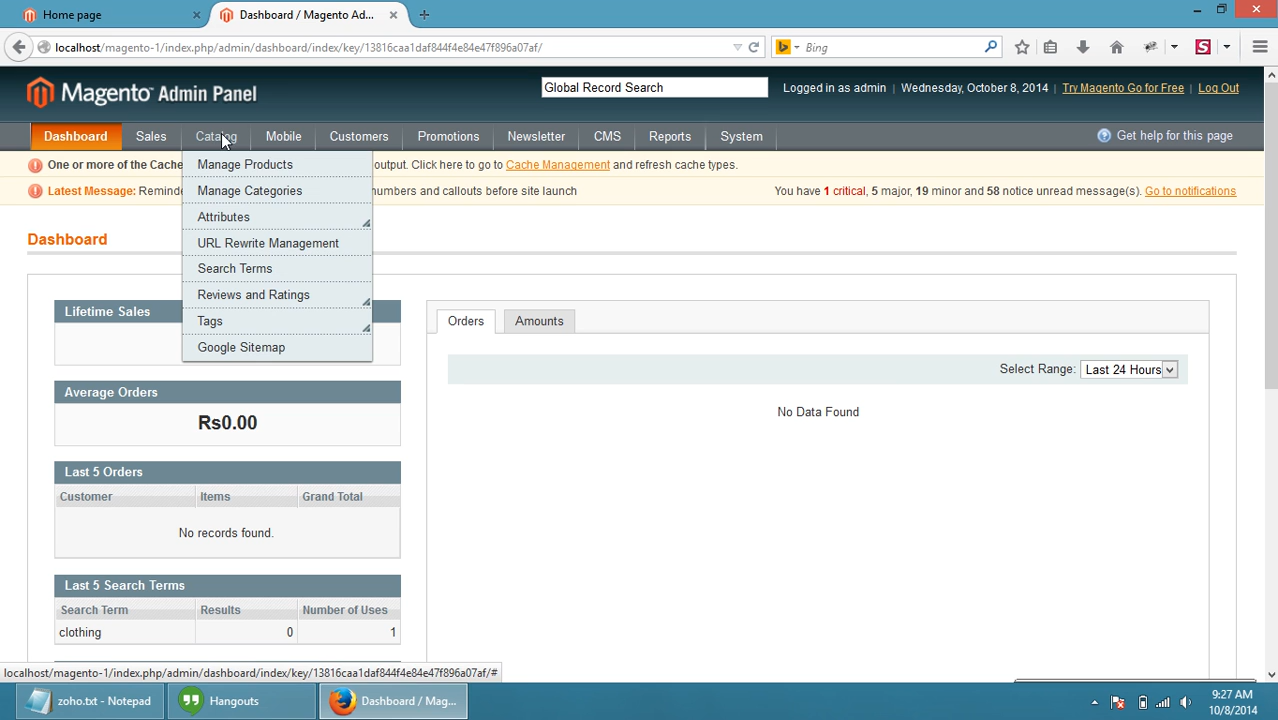 Home page
Dashboard / Magento Ad...
localhost/magento-1/index.php/admin/dashboard/index/key/13816caa1daf844f4e84e47f896a07af/
Bing
Magento Admin Panel
Global Record Search
Logged in as admin | Wednesday, October 8, 2014 | Try Magento Go for Free | Log Out
Dashboard Sales Catalog Mobile Customers Promotions Newsletter CMS Reports System Get help for this page
One or more of the Cache output. Click here to go to Cache Management and refresh cache types.
Latest Message: Remind numbers and callouts before site launch You have 1 critical, 5 major, 19 minor and 58 notice unread message(s). Go to notifications
Manage Products
Manage Categories
Attributes
URL Rewrite Management
Search Terms
Reviews and Ratings
Tags
Google Sitemap
Dashboard
Lifetime Sales
Average Orders
Rs0.00
Last 5 Orders
Customer Items Grand Total
No records found.
Last 5 Search Terms
Search Term Results Number of Uses
clothing 0 1
Orders Amounts
Select Range: Last 24 Hours
No Data Found
localhost/magento-1/index.php/admin/dashboard/index/key/13816caa1daf844f4e84e47f896a07af/#
zoho.txt - Notepad
Hangouts
Dashboard / Mag...
9:27 AM
10/8/2014